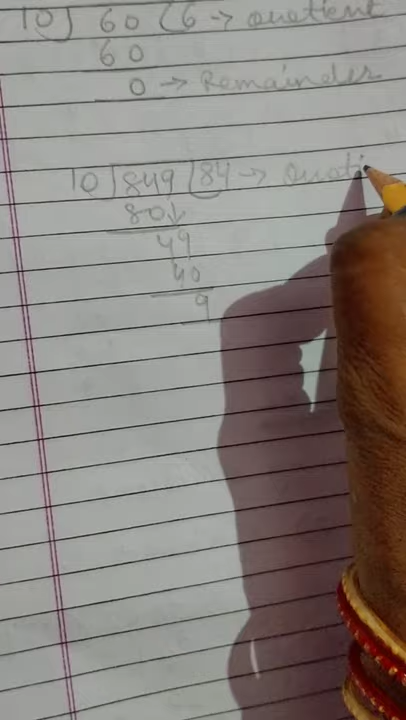 10) 60 (6 → Quotient
60
0 → Remainder
10) 849 (84 → Quoti
80↓
49
40
9